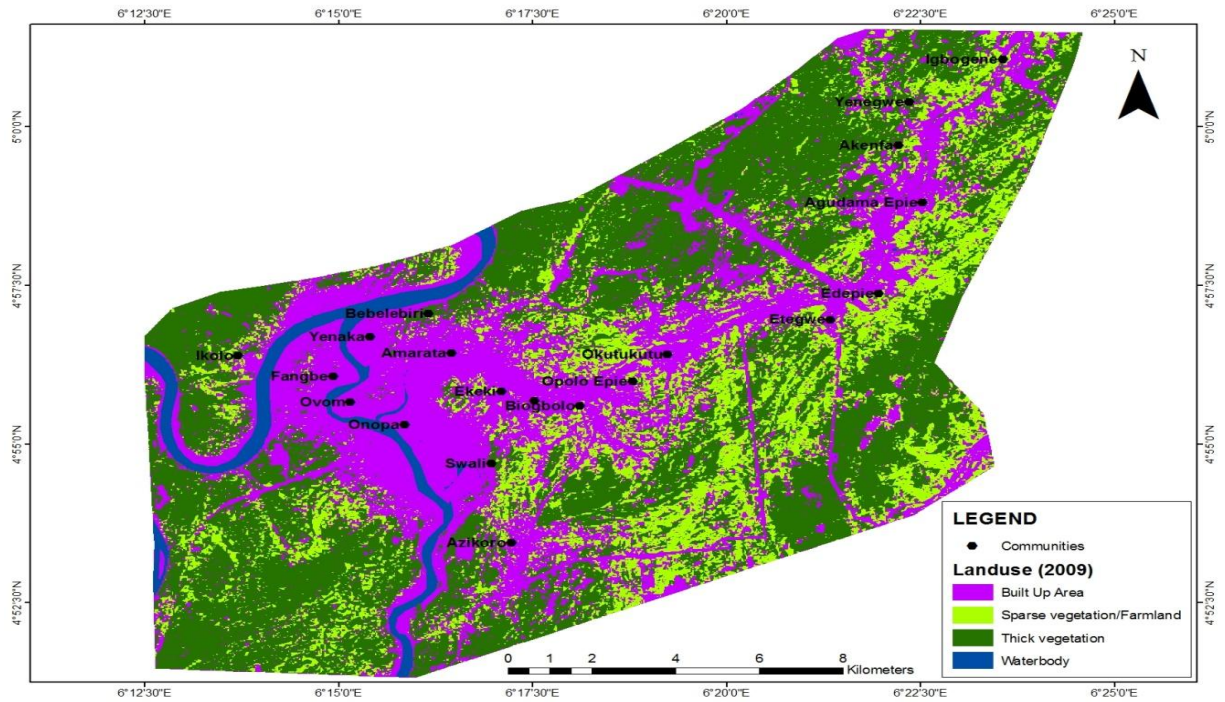 6°12'30"E 6°15'0"E 6°17'30"E 6°20'0"E 6°22'30"E 6°25'0"E
N
Igbogene
Yenegwe
5°0'0"N 5°0'0"N
Akenfa
Agudama Epie
4°57'30"N 4°57'30"N
Edepie
Bebelebiri
Etegwe
Yenaka
Amarata
Ikolo
Okutukutu
Fangbe
Opolo Epie
Ekeki
Ovom
Biogbolo
Onopa
4°55'0"N 4°55'0"N
Swali
Azikoro
LEGEND
Communities
Landuse (2009)
Built Up Area
Sparse vegetation/Farmland
Thick vegetation
Waterbody
4°52'30"N 4°52'30"N
0 1 2 4 6 8
Kilometers
6°12'30"E 6°15'0"E 6°17'30"E 6°20'0"E 6°22'30"E 6°25'0"E